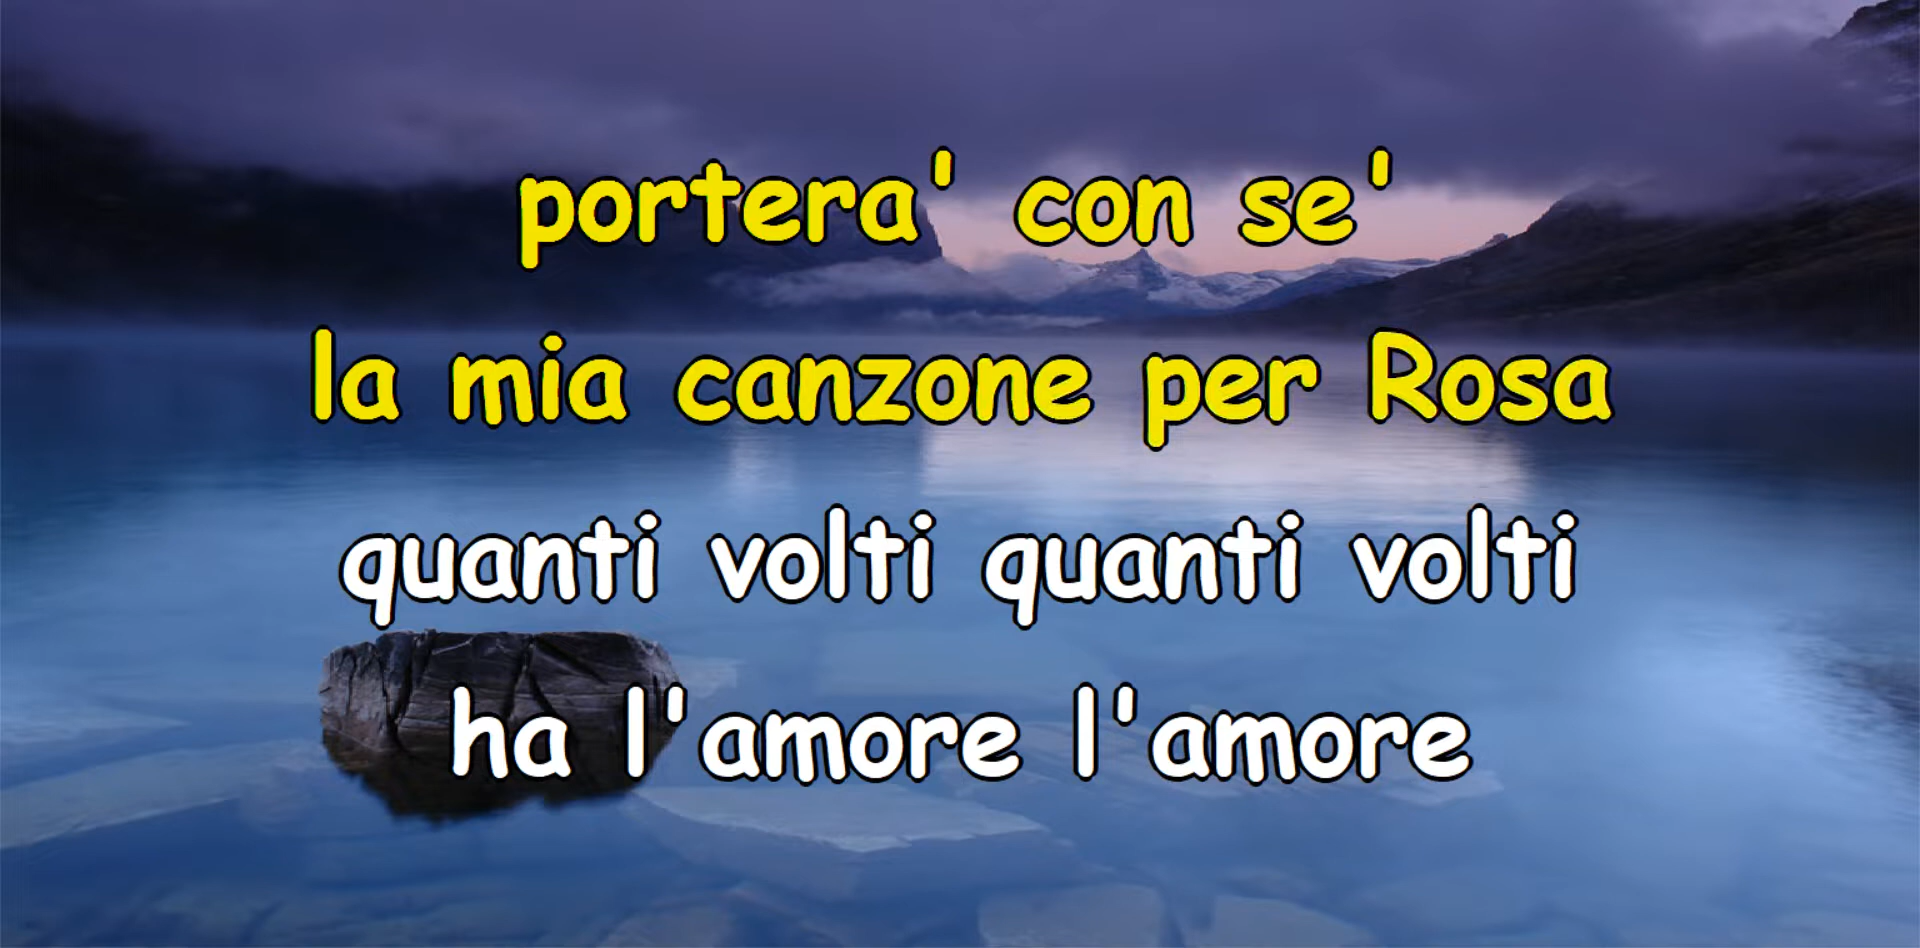 portera' con se'
la mia canzone per Rosa
quanti volti quanti volti
ha l'amore l'amore